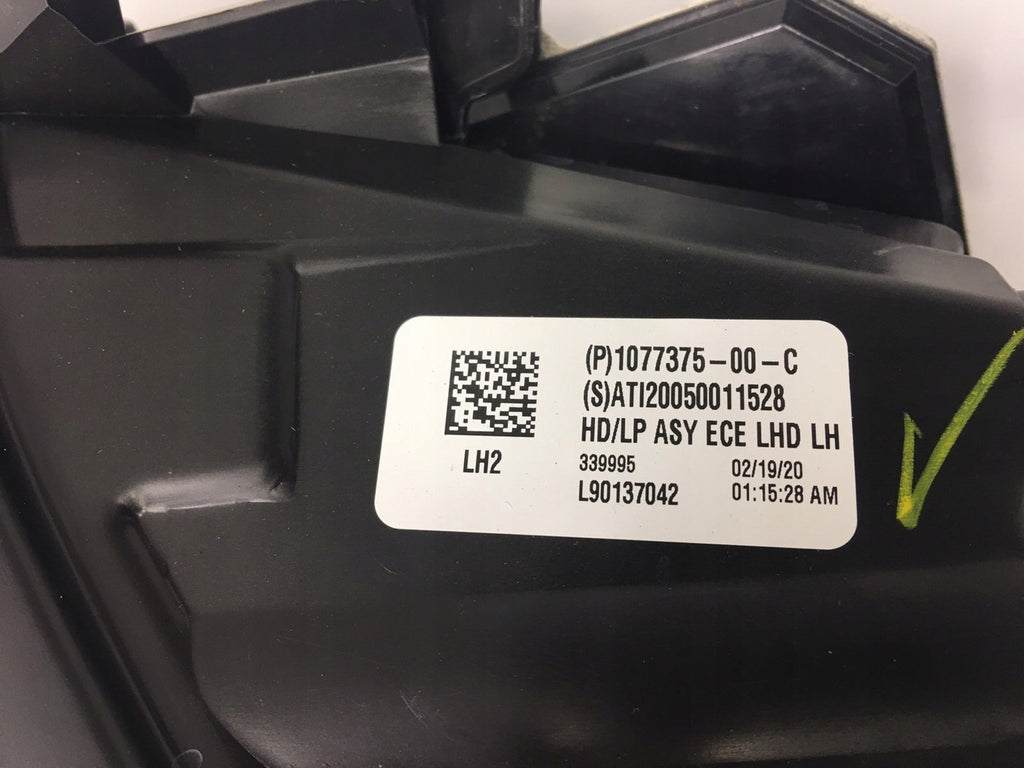 (P)1077375-00-C
(S)ATI20050011528
HD/LP ASY ECE LHD LH
LH2
339995 02/19/20
L90137042 01:15:28 AM